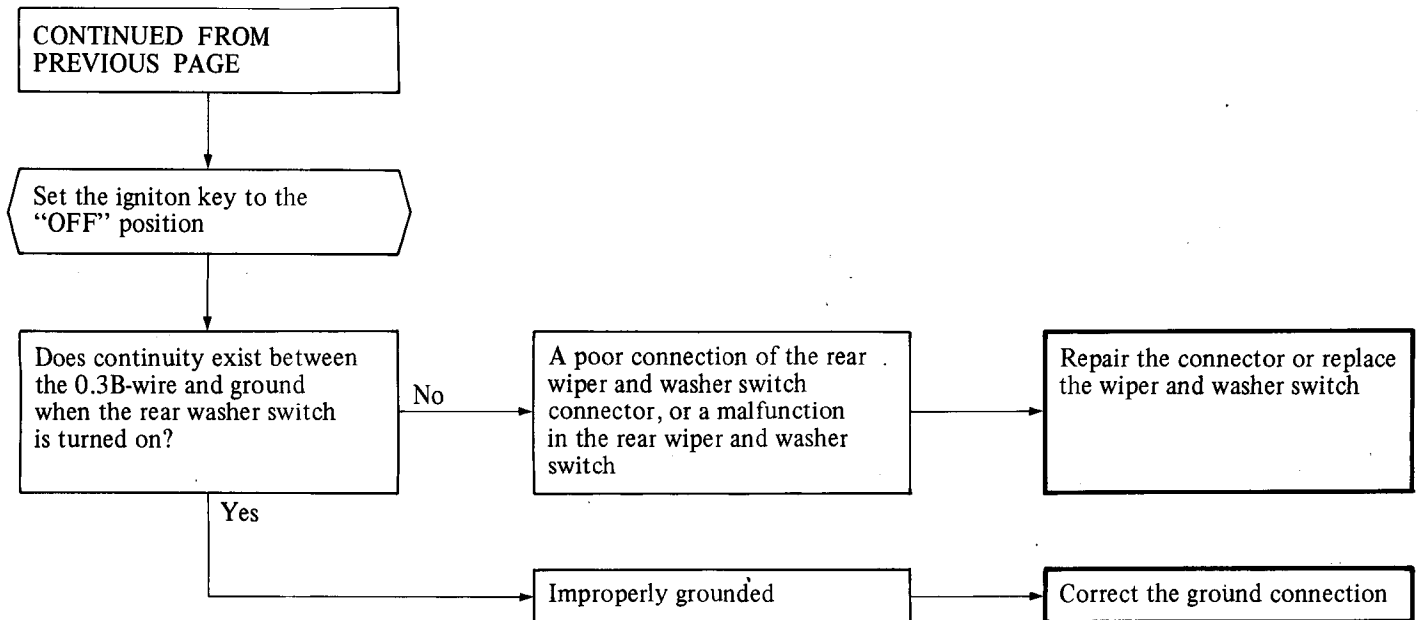 CONTINUED FROM
PREVIOUS PAGE
Set the igniton key to the
“OFF” position
Does continuity exist between
the 0.3B-wire and ground
when the rear washer switch
is turned on?
No
A poor connection of the rear
wiper and washer switch
connector, or a malfunction
in the rear wiper and washer
switch
Repair the connector or replace
the wiper and washer switch
Yes
Improperly grounded
Correct the ground connection